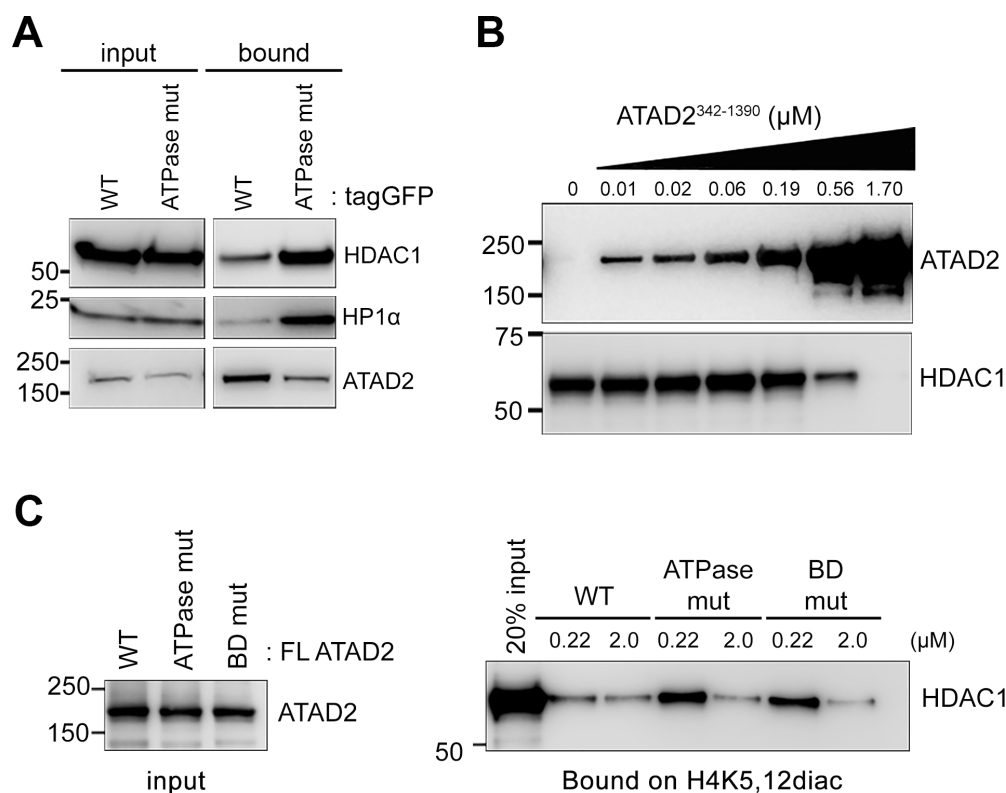 A
input bound
WT ATPase mut WT ATPase mut : tagGFP
50 HDAC1
25 HP1α
250
150 ATAD2
B
ATAD2³⁴²⁻¹³⁹⁰ (μM)
0 0.01 0.02 0.06 0.19 0.56 1.70
250 ATAD2
150
75
HDAC1
50
C
WT ATPase mut BD mut : FL ATAD2
250
ATAD2
150
input
20% input
WT ATPase mut BD mut
0.22 2.0 0.22 2.0 0.22 2.0 (μM)
HDAC1
50
Bound on H4K5,12diac